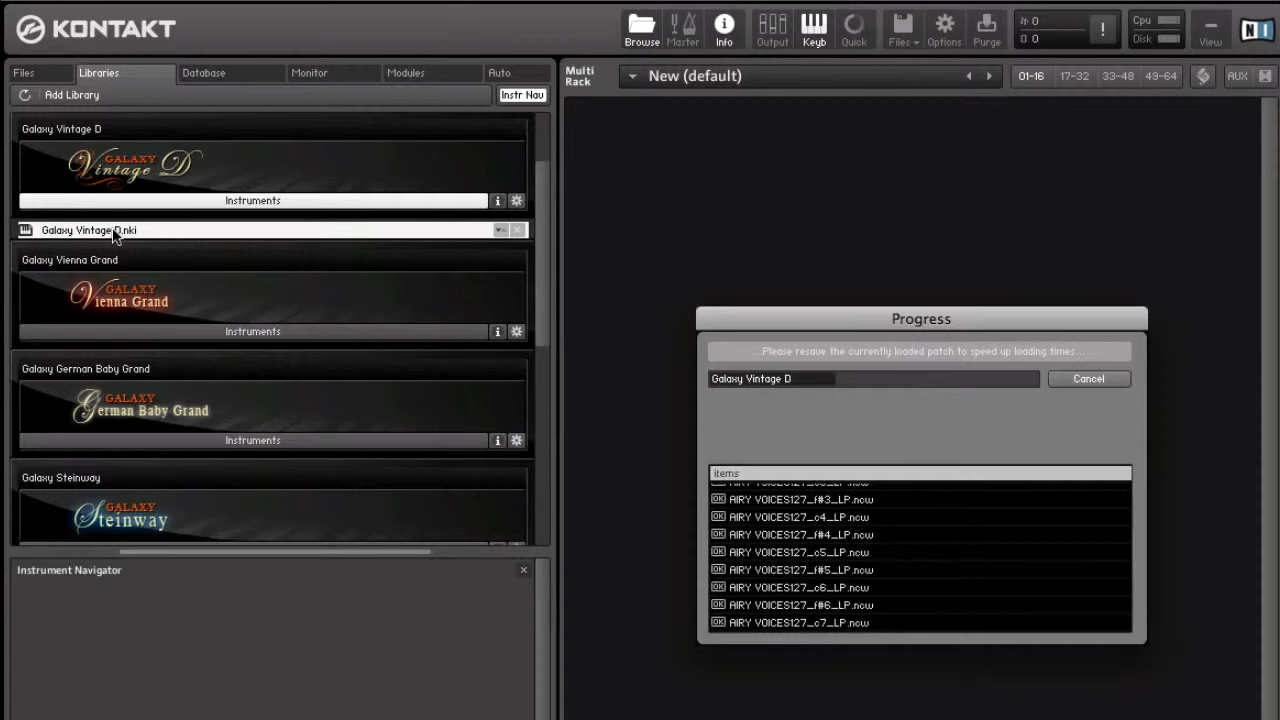 KONTAKT
Browse
Master
Info
Output
Keyb
Quick
Files
Options
Purge
0
0
!
Cpu
Disk
View
NI
Files
Libraries
Database
Monitor
Modules
Auto
Add Library
Instr Nav
Multi
Rack
New (default)
01-16
17-32
33-48
49-64
AUX
Galaxy Vintage D
GALAXY
Vintage D
Instruments
i
Galaxy Vintage D.nki
Galaxy Vienna Grand
GALAXY
Vienna Grand
Instruments
i
Galaxy German Baby Grand
GALAXY
German Baby Grand
Instruments
i
Galaxy Steinway
GALAXY
Steinway
Instrument Navigator
Progress
...Please resave the currently loaded patch to speed up loading times...
Galaxy Vintage D
Cancel
items
OK AIRY VOICES127_f#3_LP.ncw
OK AIRY VOICES127_c4_LP.ncw
OK AIRY VOICES127_f#4_LP.ncw
OK AIRY VOICES127_c5_LP.ncw
OK AIRY VOICES127_f#5_LP.ncw
OK AIRY VOICES127_c6_LP.ncw
OK AIRY VOICES127_f#6_LP.ncw
OK AIRY VOICES127_c7_LP.ncw